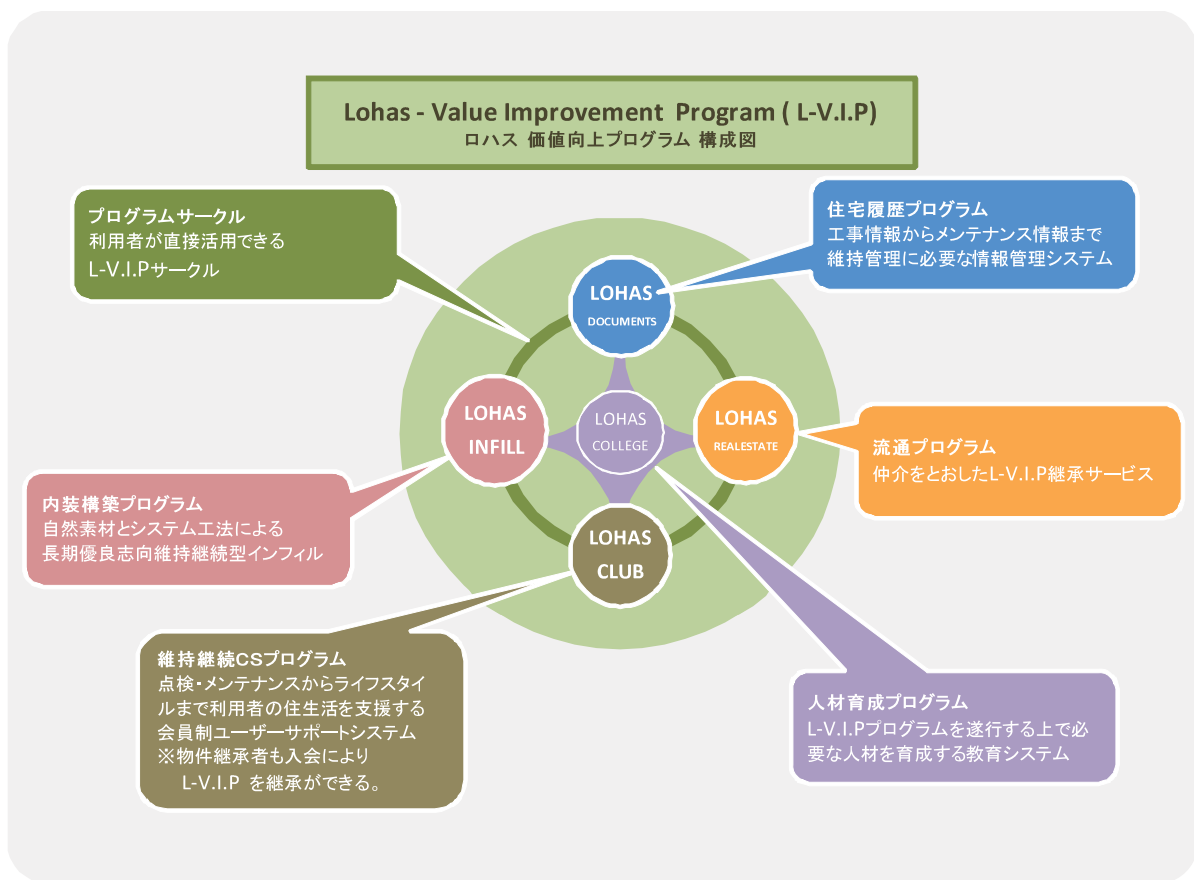 Lohas - Value Improvement Program ( L-V.I.P)
ロハス 価値向上プログラム 構成図
プログラムサークル
利用者が直接活用できる
L-V.I.Pサークル
住宅履歴プログラム
工事情報からメンテナンス情報まで
維持管理に必要な情報管理システム
LOHAS
DOCUMENTS
LOHAS
INFILL
LOHAS
COLLEGE
LOHAS
REALESTATE
LOHAS
CLUB
流通プログラム
仲介をとおしたL-V.I.P継承サービス
内装構築プログラム
自然素材とシステム工法による
長期優良志向維持継続型インフィル
維持継続CSプログラム
点検・メンテナンスからライフスタイ
ルまで利用者の住生活を支援する
会員制ユーザーサポートシステム
※物件継承者も入会により
L-V.I.P を継承ができる。
人材育成プログラム
L-V.I.Pプログラムを遂行する上で必
要な人材を育成する教育システム